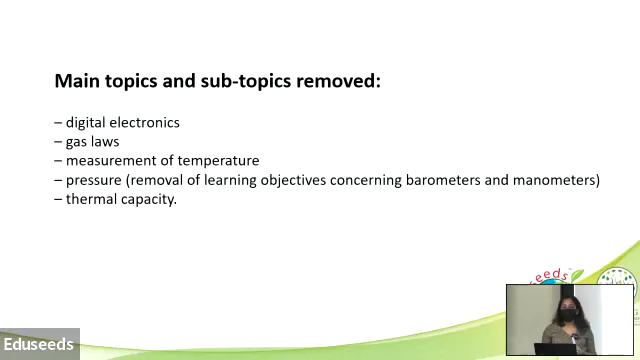 Main topics and sub-topics removed:
– digital electronics
– gas laws
– measurement of temperature
– pressure (removal of learning objectives concerning barometers and manometers)
– thermal capacity.
seeds
Eduseeds